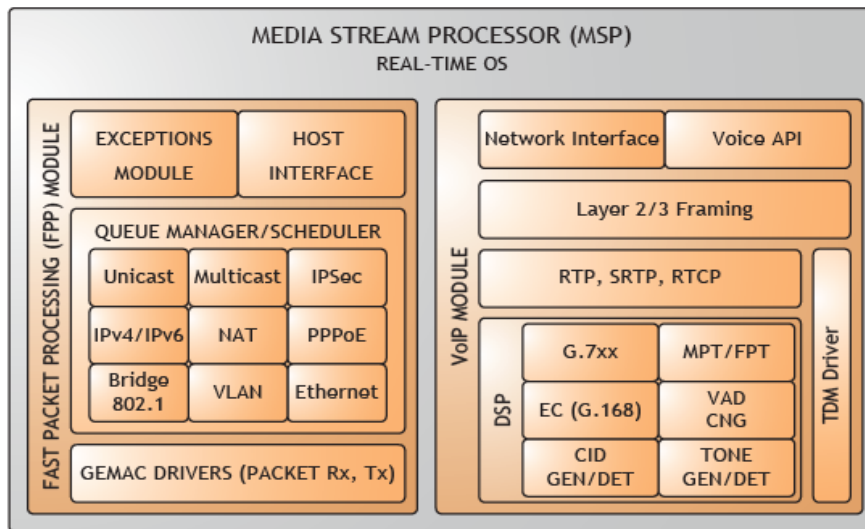 MEDIA STREAM PROCESSOR (MSP)
REAL-TIME OS
FAST PACKET PROCESSING (FPP) MODULE
EXCEPTIONS
MODULE
HOST
INTERFACE
QUEUE MANAGER/SCHEDULER
Unicast
Multicast
IPSec
IPv4/IPv6
NAT
PPPoE
Bridge
802.1
VLAN
Ethernet
GEMAC DRIVERS (PACKET Rx, Tx)
VoIP MODULE
Network Interface
Voice API
Layer 2/3 Framing
RTP, SRTP, RTCP
TDM Driver
DSP
G.7xx
MPT/FPT
EC (G.168)
VAD
CNG
CID
GEN/DET
TONE
GEN/DET